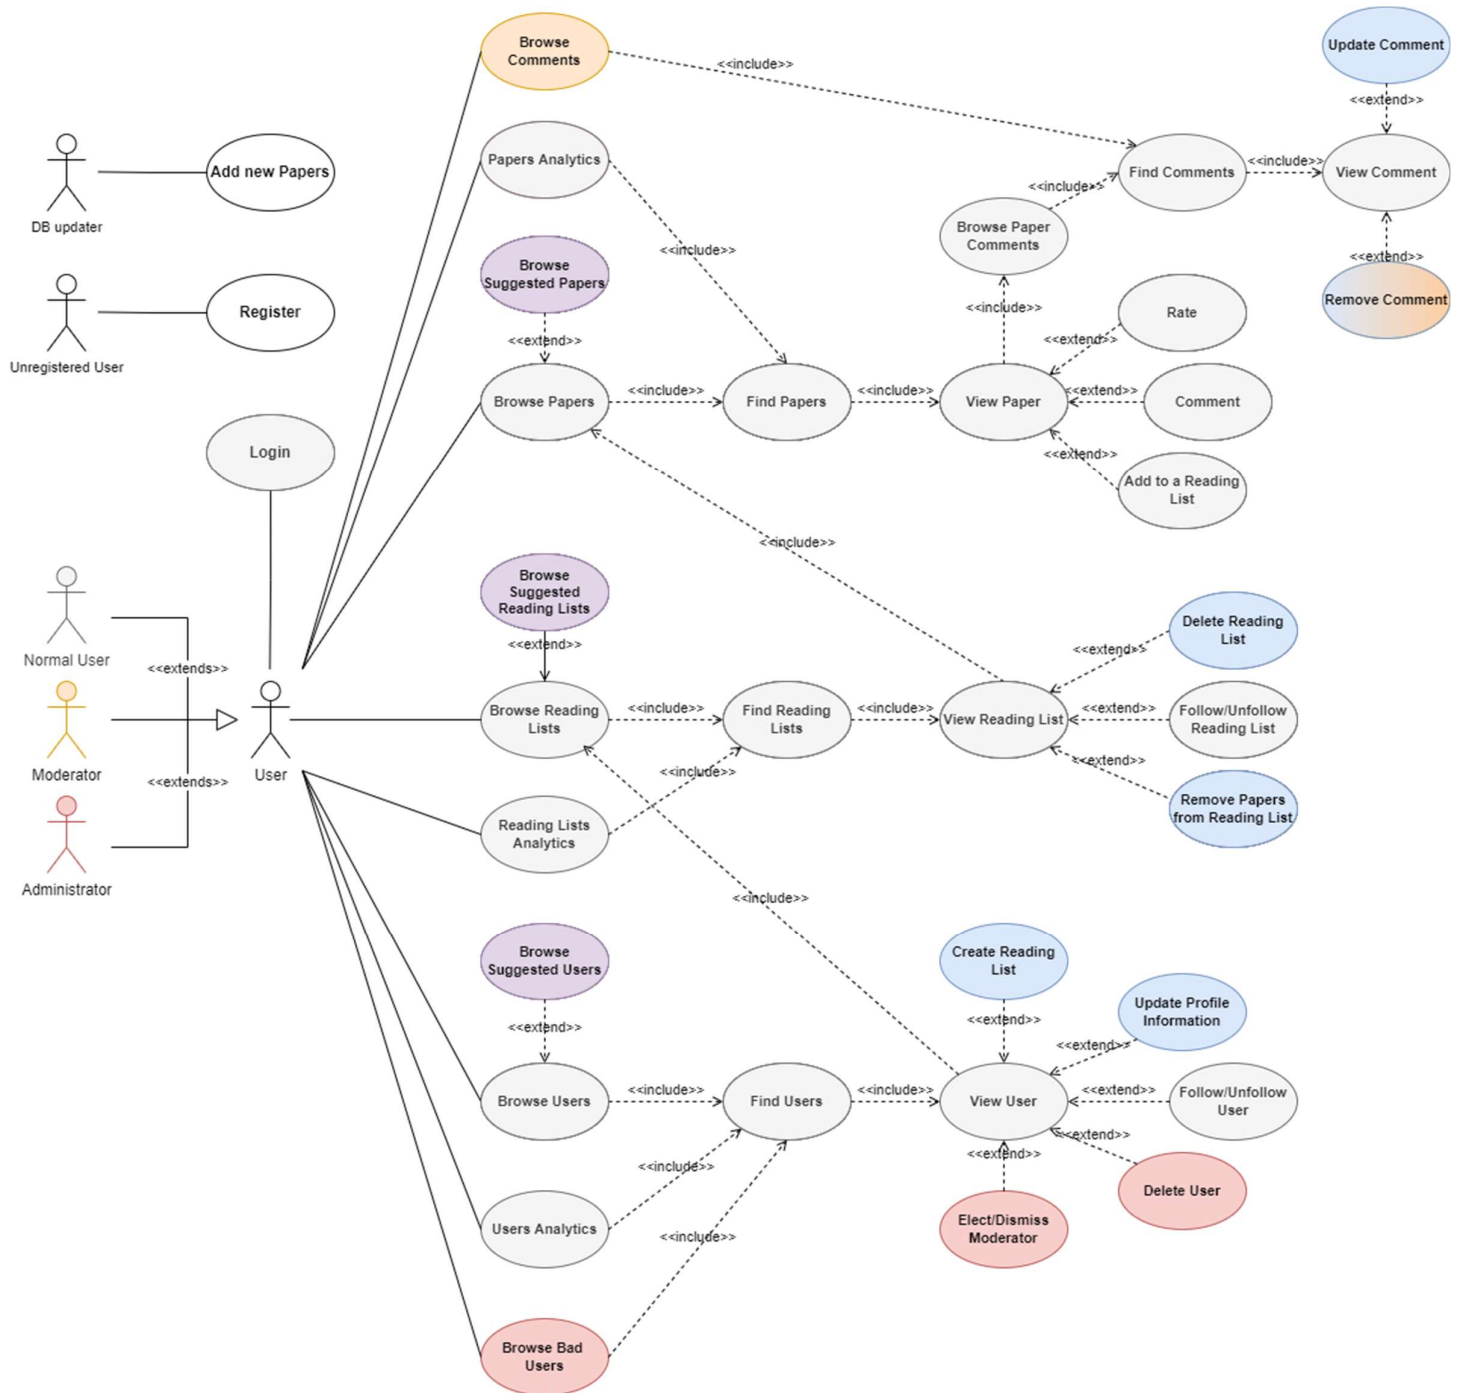 Browse
Comments
<<include>>
Update Comment
<<extend>>
DB updater
Add new Papers
Papers Analytics
Find Comments
<<include>>
View Comment
<<include>>
Browse Paper
Comments
<<include>>
Browse
Suggested Papers
<<extend>>
Remove Comment
Unregistered User
Register
<<extend>>
<<include>>
Rate
<<extend>>
Browse Papers
<<include>>
Find Papers
<<include>>
View Paper
<<extend>>
Comment
<<extend>>
Add to a Reading
List
Login
<<include>>
Browse
Suggested
Reading Lists
<<extend>>
Normal User
<<extends>>
Moderator
<<extends>>
Administrator
User
Delete Reading
List
<<extend>>
Browse Reading
Lists
<<include>>
Find Reading
Lists
<<include>>
View Reading List
<<extend>>
Follow/Unfollow
Reading List
<<extend>>
Remove Papers
from Reading List
<<include>>
Reading Lists
Analytics
<<include>>
Browse
Suggested Users
<<extend>>
Create Reading
List
<<extend>>
Update Profile
Information
<<extend>>
Browse Users
<<include>>
Find Users
<<include>>
View User
<<extend>>
Follow/Unfollow
User
<<extend>>
<<extend>>
Delete User
<<include>>
Users Analytics
<<include>>
Elect/Dismiss
Moderator
Browse Bad
Users